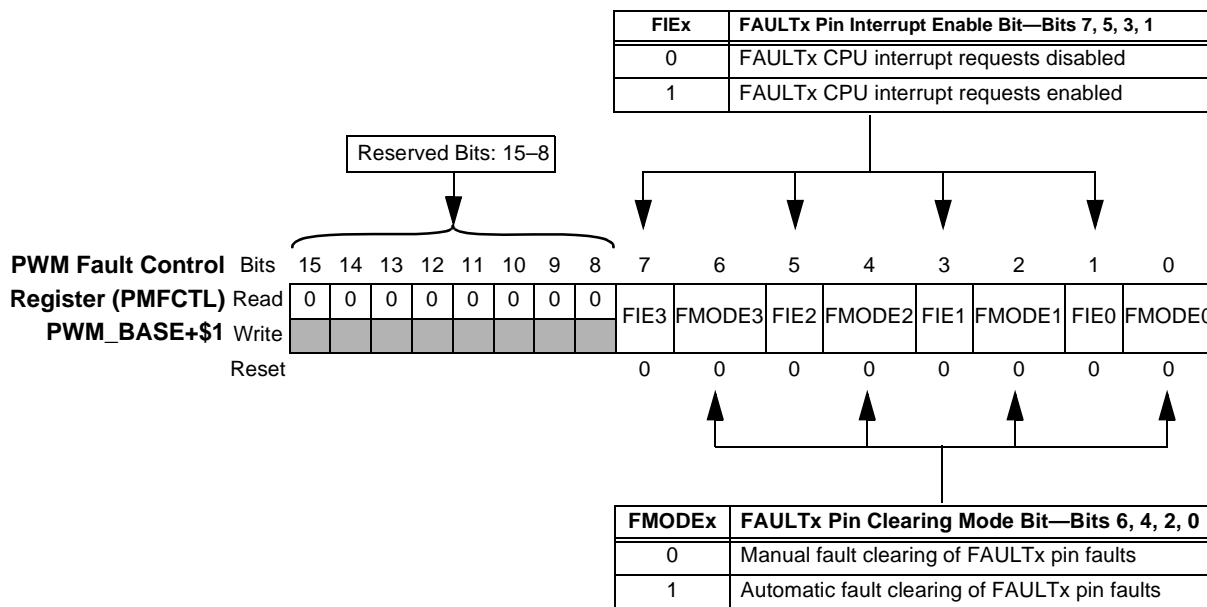 FIEx FAULTx Pin Interrupt Enable Bit—Bits 7, 5, 3, 1
0 FAULTx CPU interrupt requests disabled
1 FAULTx CPU interrupt requests enabled
Reserved Bits: 15–8
PWM Fault Control Bits 15 14 13 12 11 10 9 8 7 6 5 4 3 2 1 0
Register (PMFCTL) Read 0 0 0 0 0 0 0 0
FIE3 FMODE3 FIE2 FMODE2 FIE1 FMODE1 FIE0 FMODE0
PWM_BASE+$1 Write
Reset 0 0 0 0 0 0 0 0
FMODEx FAULTx Pin Clearing Mode Bit—Bits 6, 4, 2, 0
0 Manual fault clearing of FAULTx pin faults
1 Automatic fault clearing of FAULTx pin faults